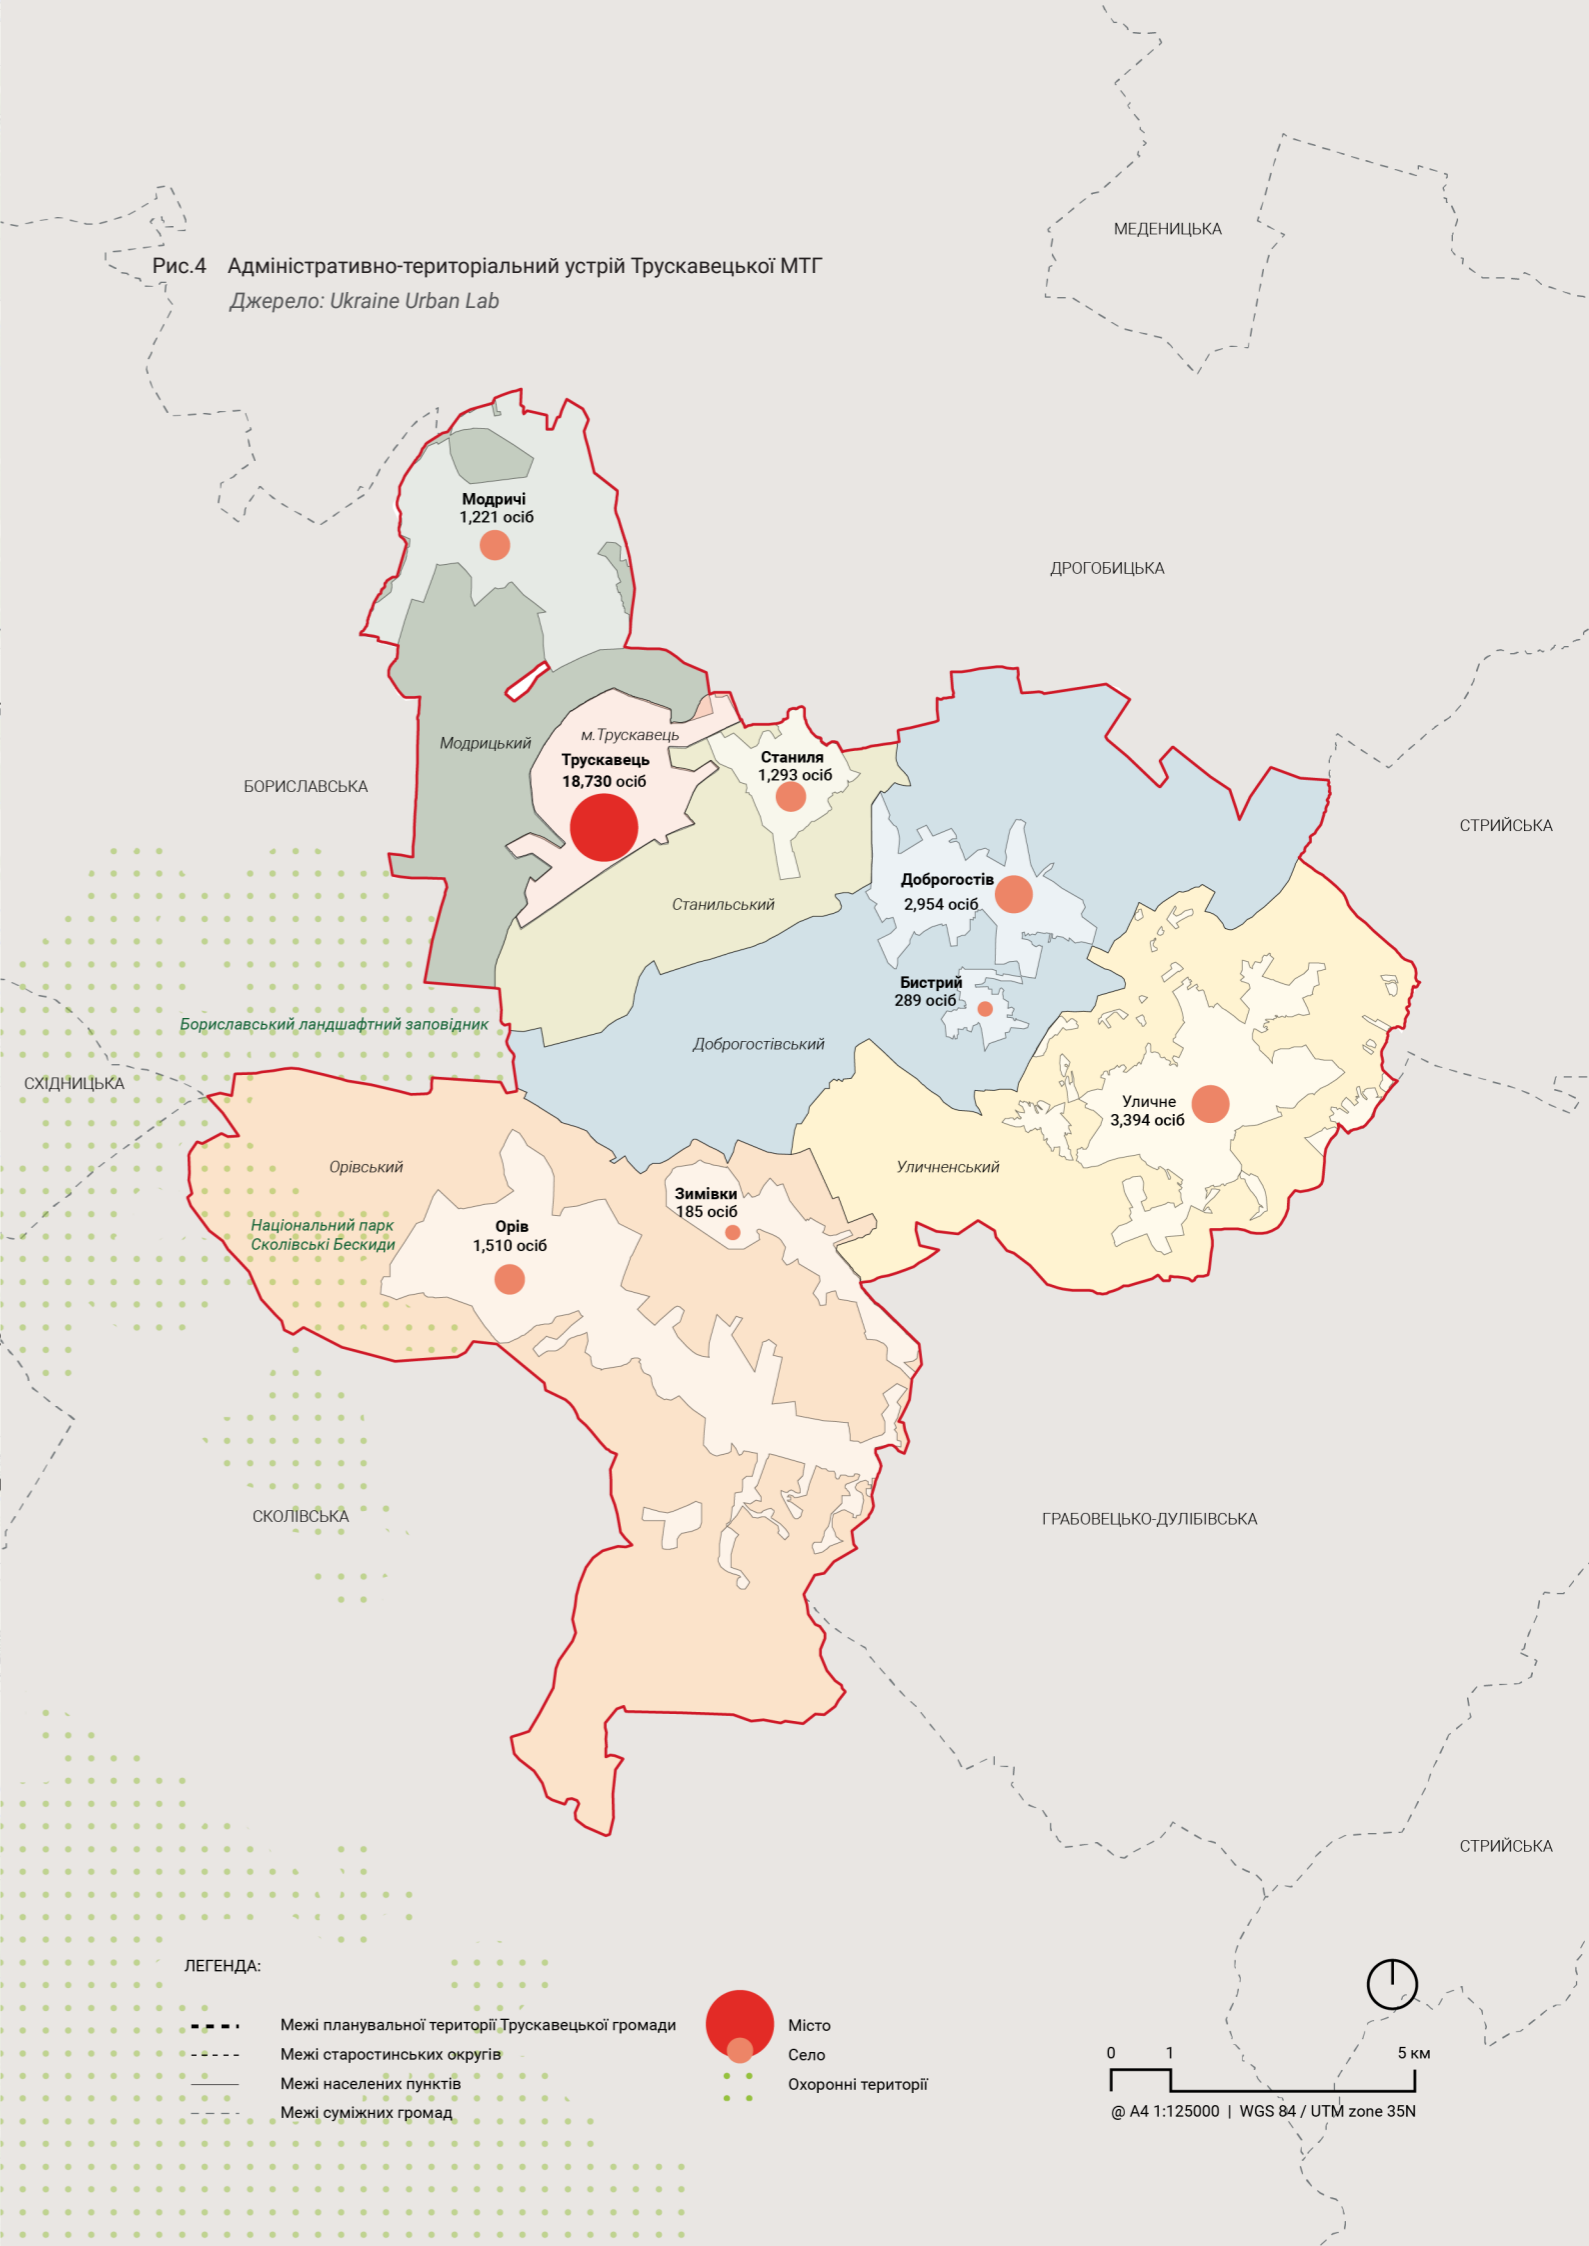 МЕДЕНИЦЬКА
Рис.4 Адміністративно-територіальний устрій Трускавецької МТГ
Джерело: Ukraine Urban Lab
Модричі
1,221 осіб
ДРОГОБИЦЬКА
м.Трускавець
Модрицький
Трускавець
18,730 осіб
Станиля
1,293 осіб
БОРИСЛАВСЬКА
СТРИЙСЬКА
Доброгостів
2,954 осіб
Станильський
Бистрий
289 осіб
Бориславський ландшафтний заповідник
Доброгостівський
СХІДНИЦЬКА
Уличне
3,394 осіб
Орівський
Уличненський
Зимівки
185 осіб
Національний парк
Сколівські Бескиди
Орів
1,510 осіб
СКОЛІВСЬКА
ГРАБОВЕЦЬКО-ДУЛІБІВСЬКА
СТРИЙСЬКА
ЛЕГЕНДА:
Межі планувальної території Трускавецької громади
Межі старостинських округів
Межі населених пунктів
Межі суміжних громад
Місто
Село
Охоронні території
0 1 5 км
@ A4 1:125000 | WGS 84 / UTM zone 35N